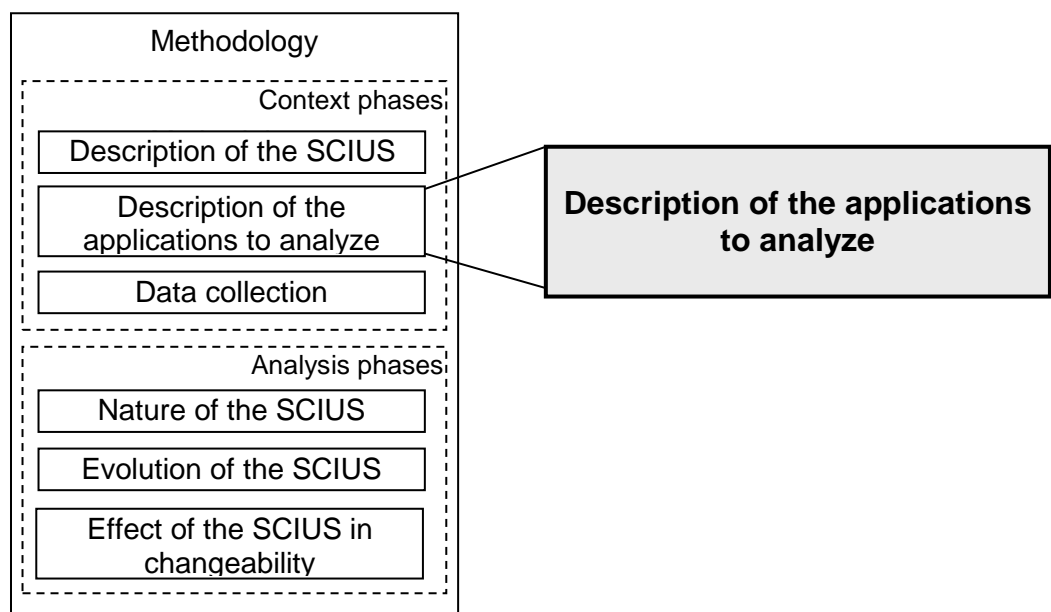 Methodology
Context phases
Description of the SCIUS
Description of the
applications to analyze
Data collection
Analysis phases
Nature of the SCIUS
Evolution of the SCIUS
Effect of the SCIUS in
changeability
Description of the applications
to analyze